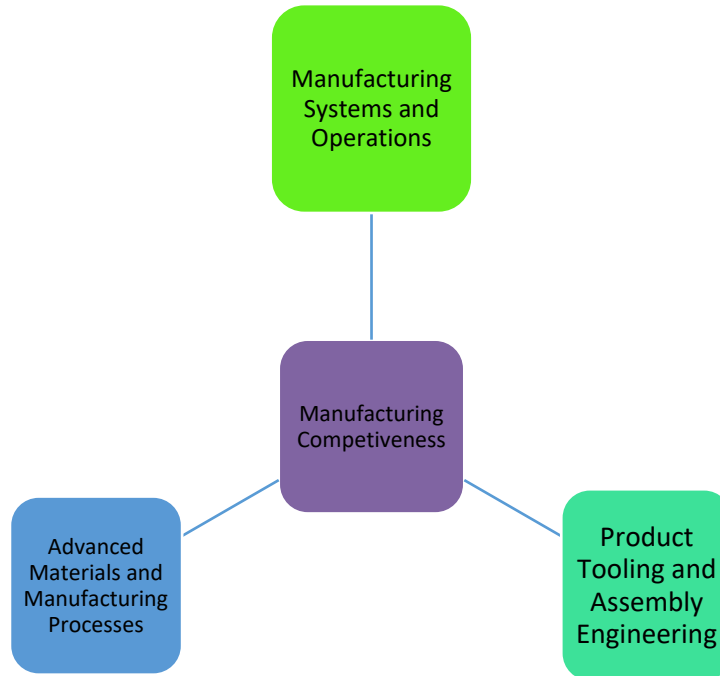 Manufacturing
Systems and
Operations
Manufacturing
Competiveness
Advanced
Materials and
Manufacturing
Processes
Product
Tooling and
Assembly
Engineering